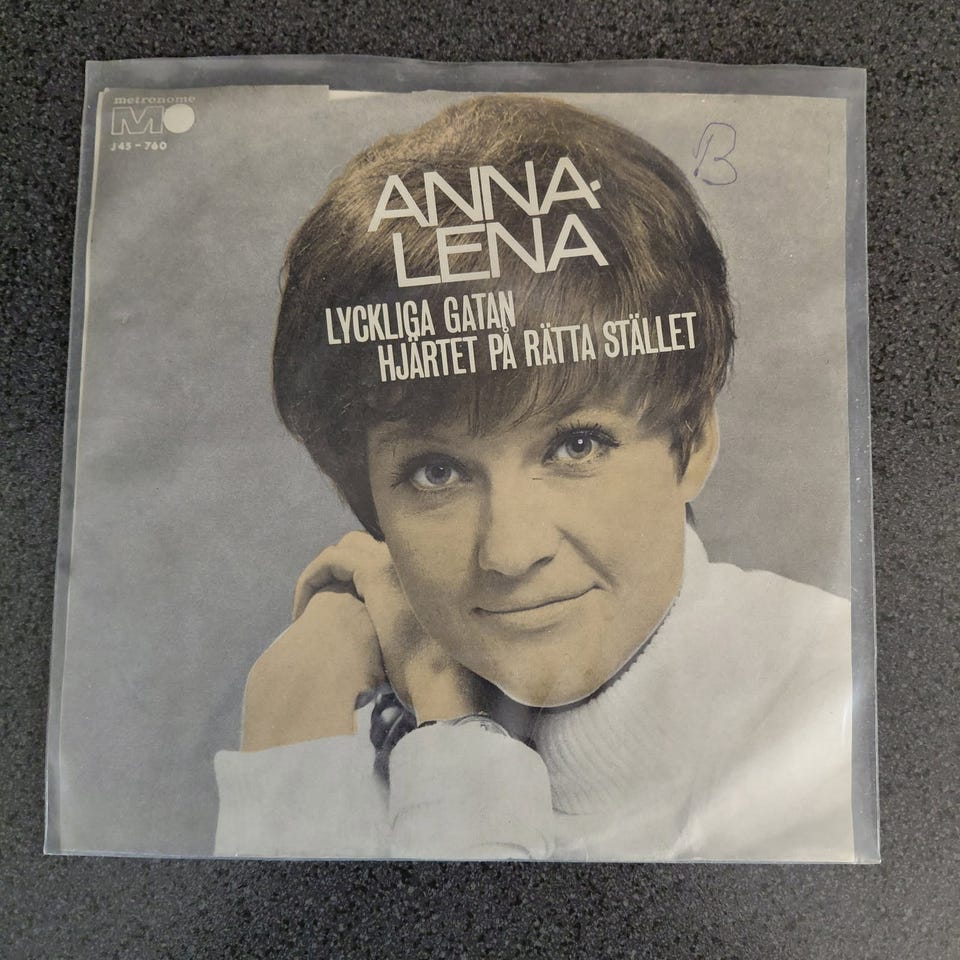 metronome
M
J45-760
B
ANNA-
LENA
LYCKLIGA GATAN
HJÄRTET PÅ RÄTTA STÄLLET